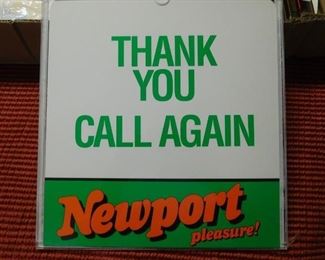 THANK
YOU
CALL AGAIN
Newport
pleasure!